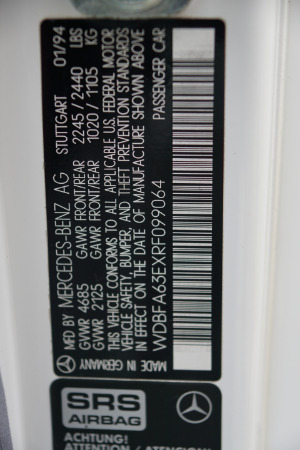 MFD BY MERCEDES-BENZ AG STUTTGART 01/94
GVWR 4685 GAWR FRONT/REAR 2245/2440 LBS
GVWR 2125 GAWR FRONT/REAR 1020/1105 KG
THIS VEHICLE CONFORMS TO ALL APPLICABLE U.S. FEDERAL MOTOR
VEHICLE SAFETY, BUMPER, AND THEFT PREVENTION STANDARDS
IN EFFECT ON THE DATE OF MANUFACTURE SHOWN ABOVE
WDBFA63EXRF099064 PASSENGER CAR
MADE IN GERMANY
SRS
AIRBAG
ACHTUNG!
ATTENTION / ATTENCION